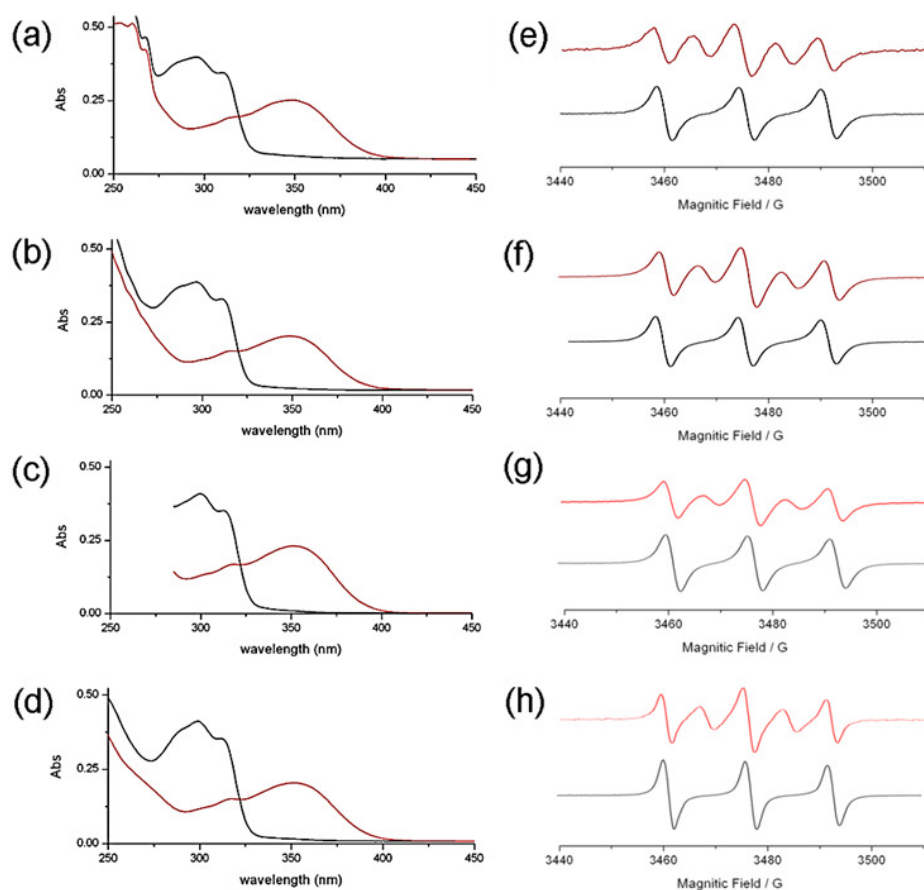 (a)
0.50
0.25
0.00
Abs
250 300 350 400 450
wavelength (nm)
(e)
3440 3460 3480 3500
Magnitic Field / G
(b)
0.50
0.25
0.00
Abs
250 300 350 400 450
wavelength (nm)
(f)
3440 3460 3480 3500
Magnitic Field / G
(c)
0.50
0.25
0.00
Abs
250 300 350 400 450
wavelength (nm)
(g)
3440 3460 3480 3500
Magnitic Field / G
(d)
0.50
0.25
0.00
Abs
250 300 350 400 450
wavelength (nm)
(h)
3440 3460 3480 3500
Magnitic Field / G